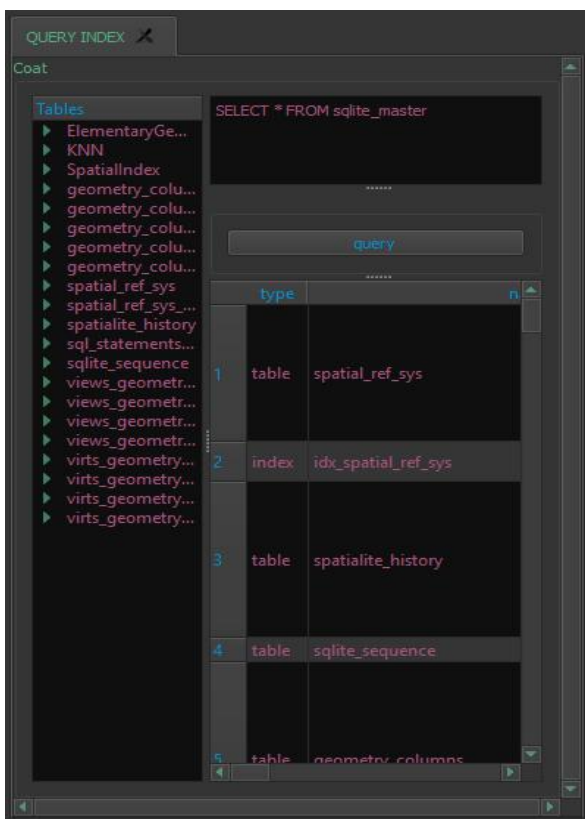 QUERY INDEX
Coat
Tables
ElementaryGe...
KNN
SpatialIndex
geometry_colu...
geometry_colu...
geometry_colu...
geometry_colu...
geometry_colu...
spatial_ref_sys
spatial_ref_sys_...
spatialite_history
sql_statements...
sqlite_sequence
views_geometr...
views_geometr...
views_geometr...
views_geometr...
virts_geometry...
virts_geometry...
virts_geometry...
virts_geometry...
SELECT * FROM sqlite_master
query
type n
1 table spatial_ref_sys
2 index idx_spatial_ref_sys
3 table spatialite_history
4 table sqlite_sequence
5 table geometry_columns